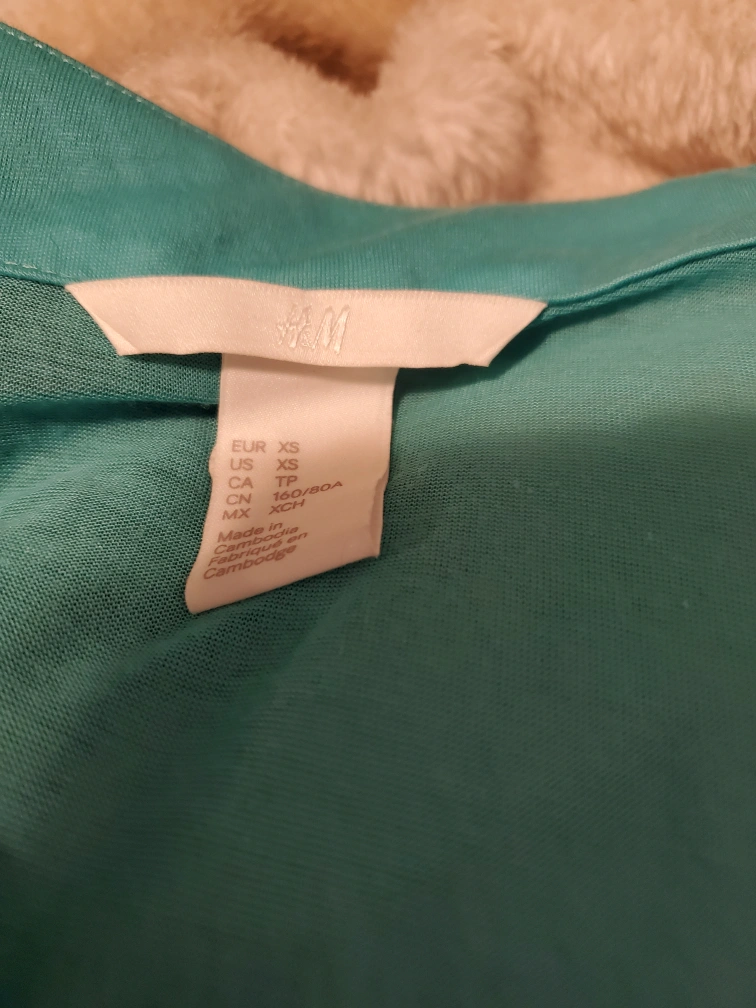 H&M
EUR XS
US XS
CA TP
CN 160/80A
MX XCH
Made in
Cambodia
Fabriqué en
Cambodge